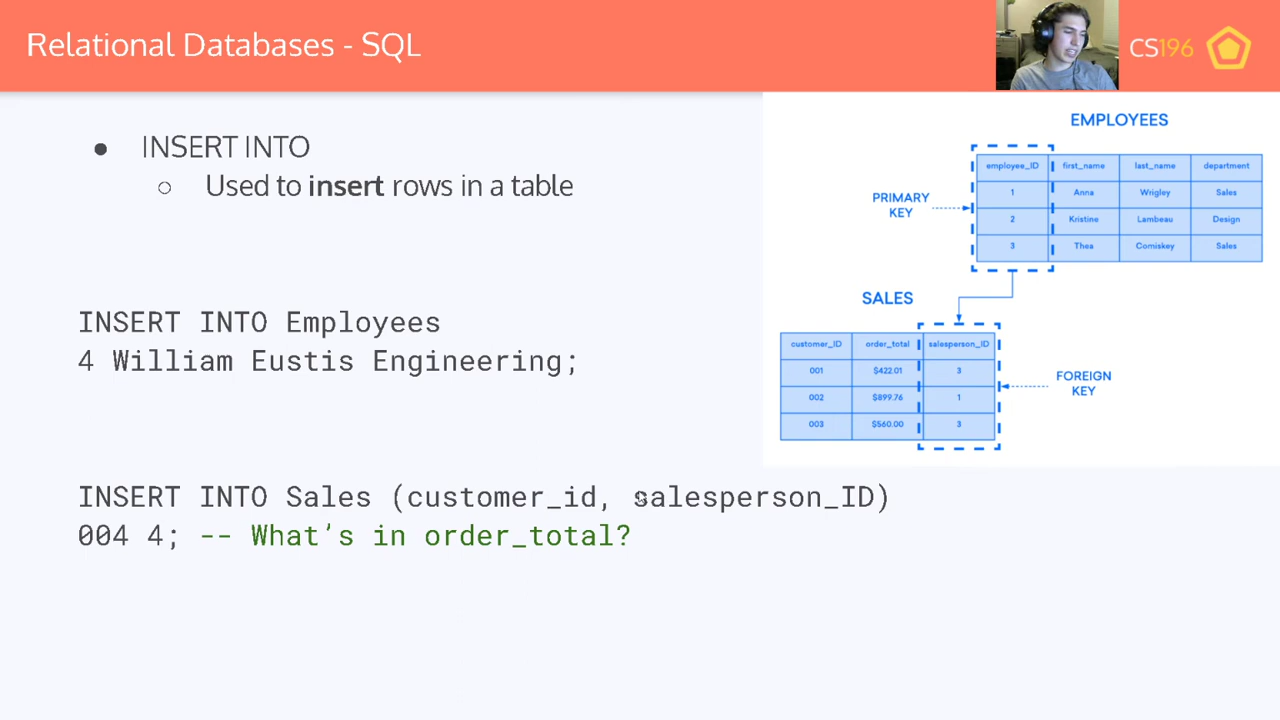 Relational Databases - SQL
CS196
● INSERT INTO
○ Used to insert rows in a table
INSERT INTO Employees
4 William Eustis Engineering;
INSERT INTO Sales (customer_id, salesperson_ID)
004 4; -- What's in order_total?
EMPLOYEES
employee_ID first_name last_name department
1 Anna Wrigley Sales
2 Kristine Lambeau Design
3 Thea Comiskey Sales
PRIMARY
KEY
SALES
customer_ID order_total salesperson_ID
001 $422.01 3
002 $899.76 1
003 $560.00 3
FOREIGN
KEY